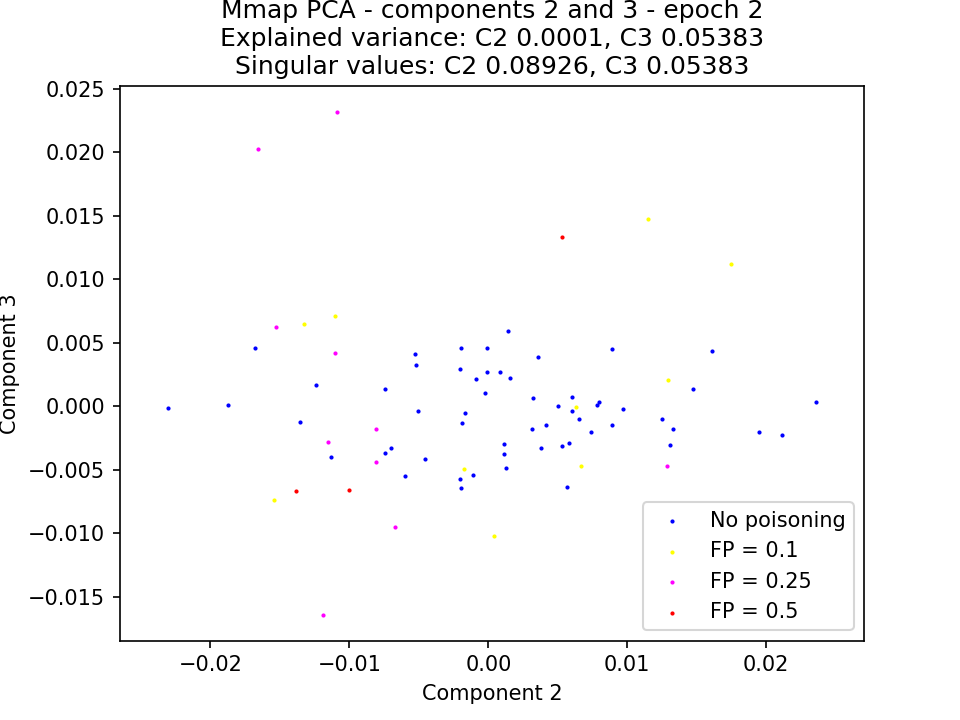 Mmap PCA - components 2 and 3 - epoch 2
Explained variance: C2 0.0001, C3 0.05383
Singular values: C2 0.08926, C3 0.05383
0.025
0.020
0.015
0.010
0.005
0.000
−0.005
−0.010
−0.015
Component 3
No poisoning
FP = 0.1
FP = 0.25
FP = 0.5
−0.02
−0.01
0.00
0.01
0.02
Component 2